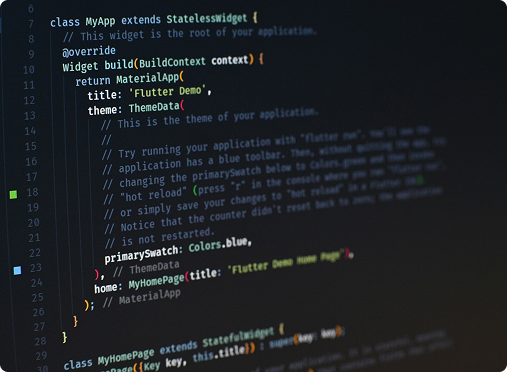 6
7 class MyApp extends StatelessWidget {
8 // This widget is the root of your application.
9 @override
10 Widget build(BuildContext context) {
11 return MaterialApp(
12 title: 'Flutter Demo',
13 theme: ThemeData(
14 // This is the theme of your application.
15 //
16 // Try running your application with "flutter run". You'll see the
17 // application has a blue toolbar. Then, without quitting the app, try
18 // changing the primarySwatch below to Colors.green and then invoke
19 // "hot reload" (press "r" in the console where you ran "flutter run",
20 // or simply save your changes to "hot reload" in a Flutter IDE).
21 // Notice that the counter didn't reset back to zero; the application
22 // is not restarted.
23 primarySwatch: Colors.blue,
24 ), // ThemeData
25 home: MyHomePage(title: 'Flutter Demo Home Page'),
26 ); // MaterialApp
27 }
28 }
29
30 class MyHomePage extends StatefulWidget {
({Key key, this.title}) : super(key: key);